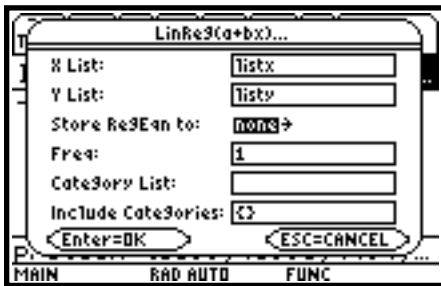 LinReg(a+bx)...
X List: listx
Y List: listy
Store RegEqn to: none→
Freq: 1
Category List:
Include Categories: {}
Enter=OK ESC=CANCEL
MAIN RAD AUTO FUNC